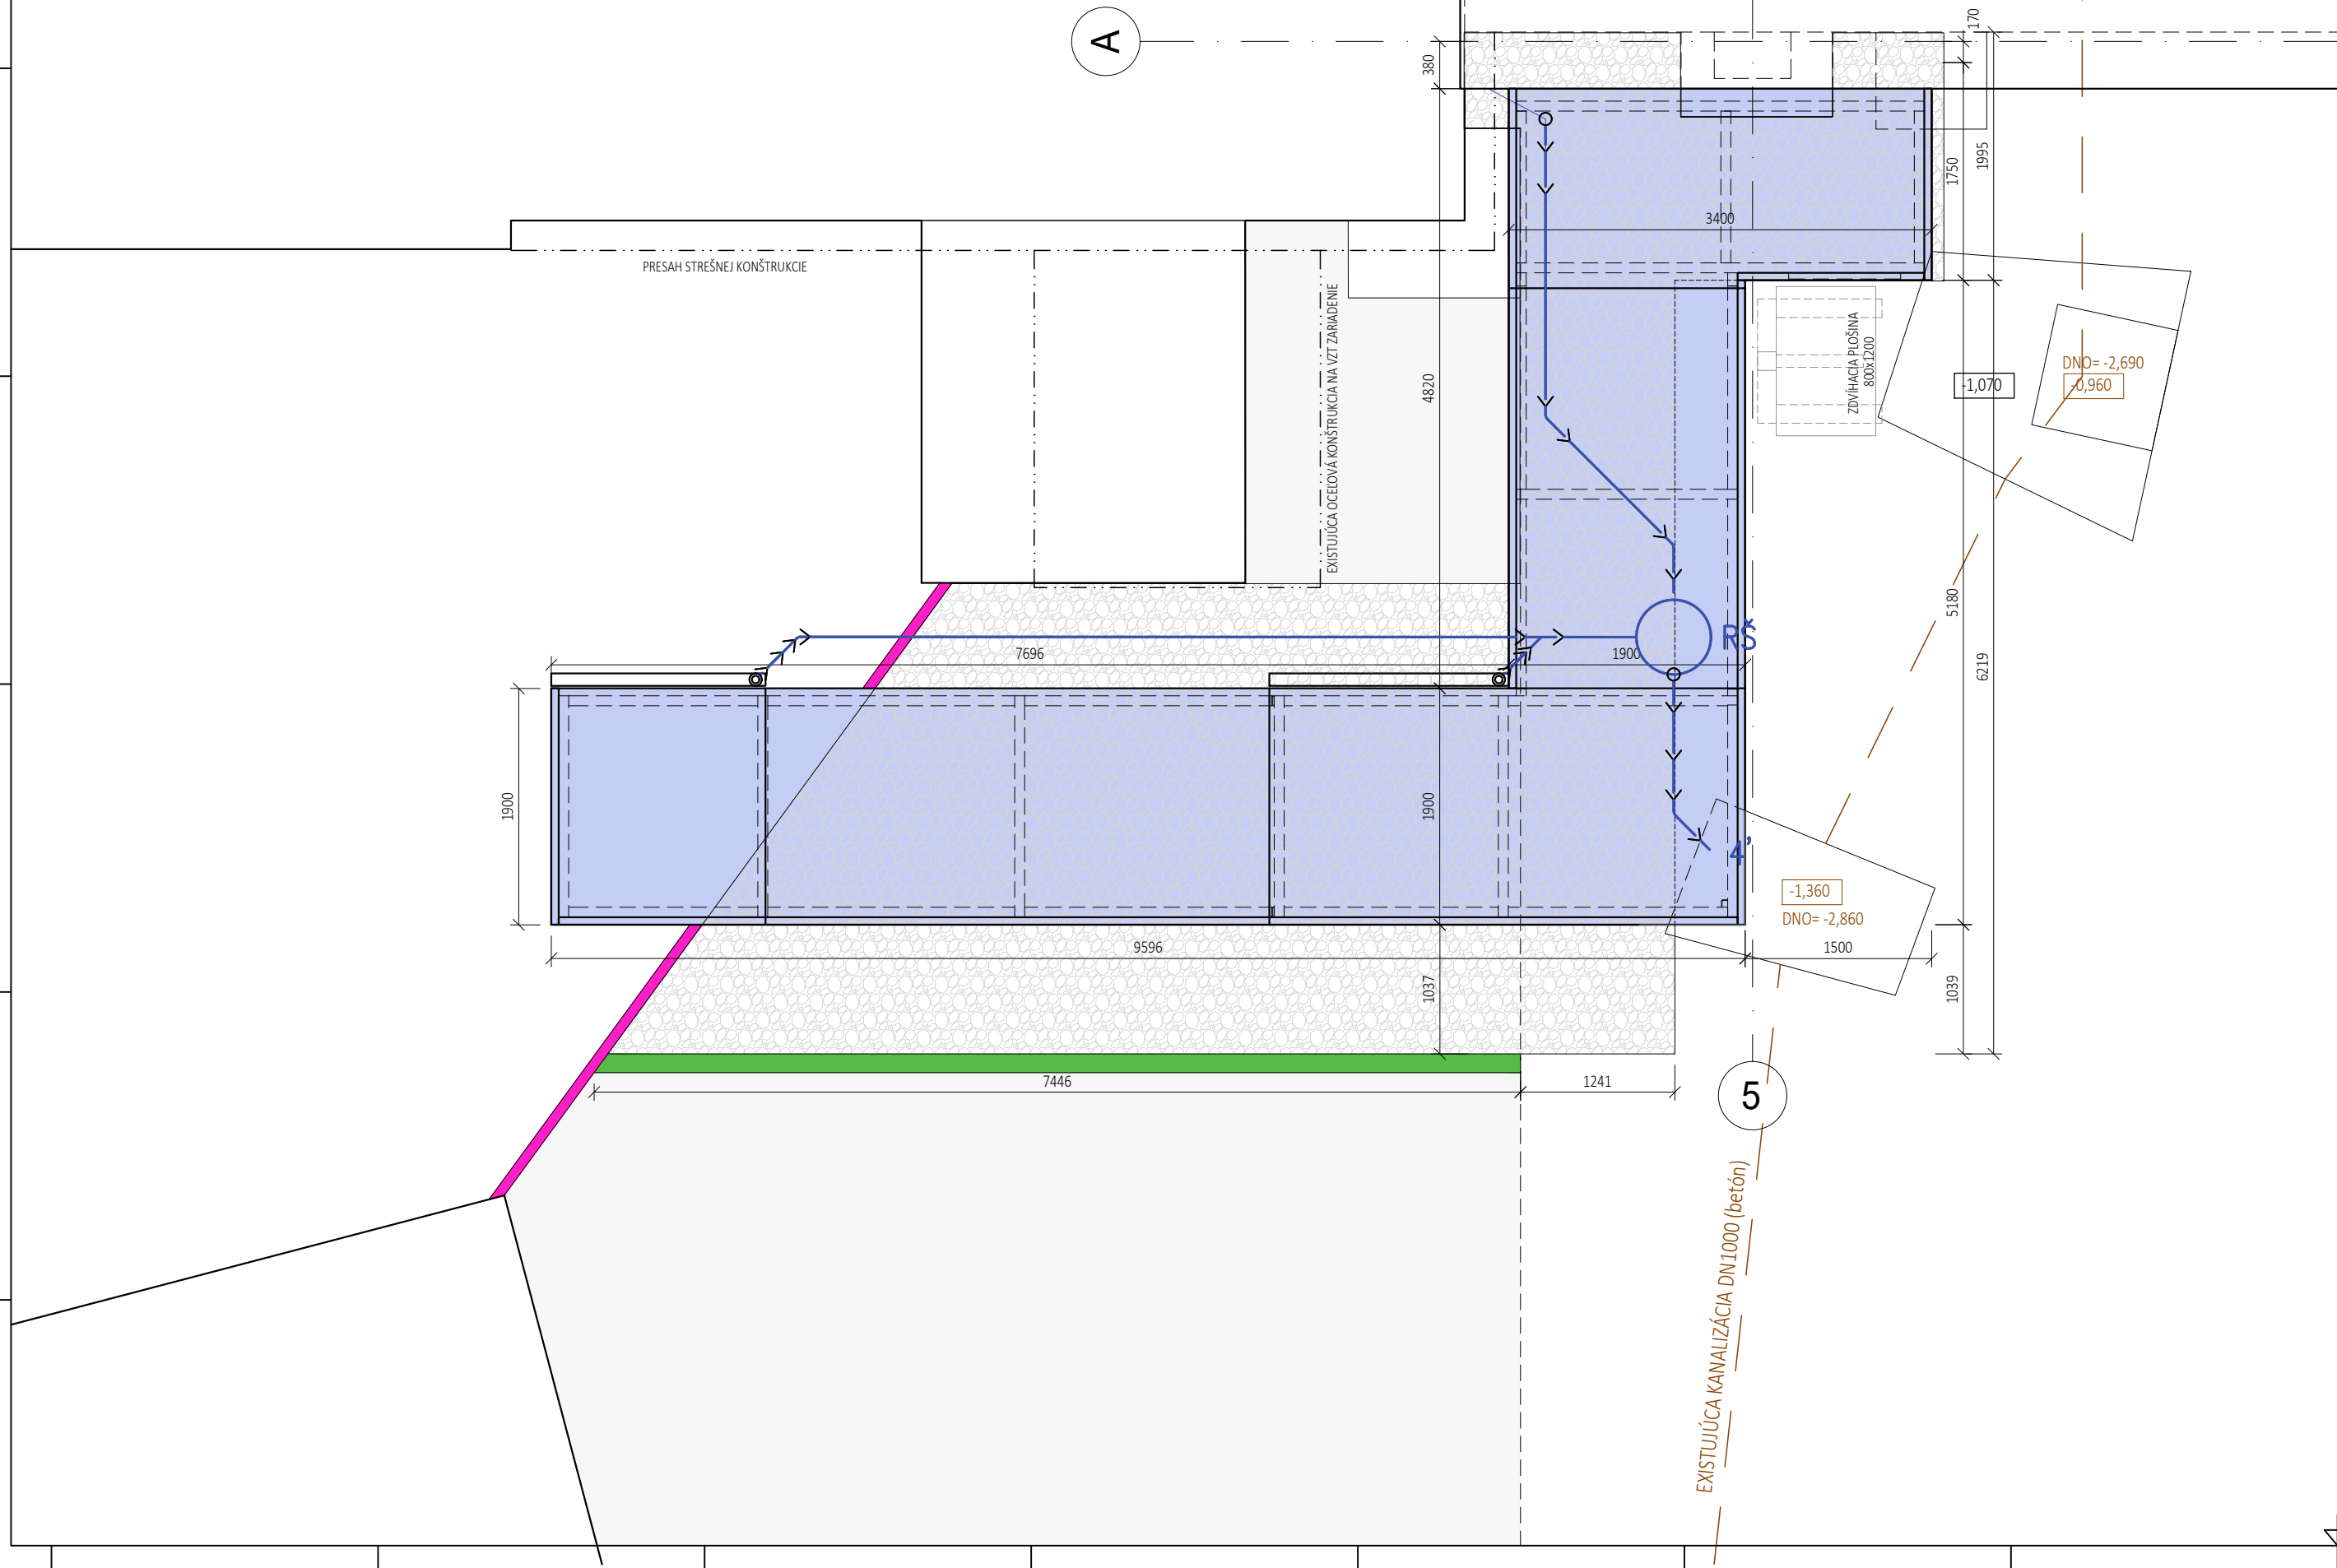 A
380
170
1750
1995
3400
PRESAH STREŠNEJ KONŠTRUKCIE
EXISTUJÚCA OCEĽOVÁ KONŠTRUKCIA NA VZT ZARIADENIE
4820
ZDVÍHACIA PLOŠINA
800x1200
DNO= -2,690
-0,960
-1,070
5180
6219
RŠ
7696
1900
1900
1900
4'
-1,360
DNO= -2,860
9596
1500
1037
1039
7446
1241
5
EXISTUJÚCA KANALIZÁCIA DN1000 (betón)